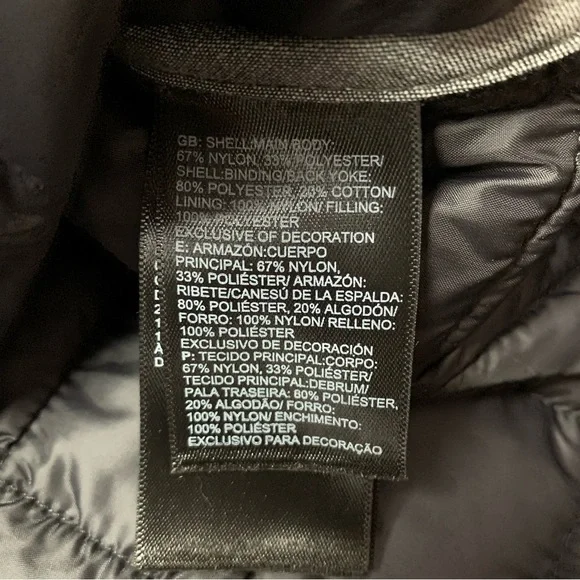 GB: SHELL:MAIN BODY:
67% NYLON, 33% POLYESTER/
SHELL:BINDING/BACK YOKE:
80% POLYESTER, 20% COTTON/
LINING: 100% NYLON/ FILLING:
100% POLYESTER
EXCLUSIVE OF DECORATION
E: ARMAZÓN:CUERPO
PRINCIPAL: 67% NYLON,
33% POLIÉSTER/ ARMAZÓN:
RIBETE/CANESÚ DE LA ESPALDA:
80% POLIÉSTER, 20% ALGODÓN/
FORRO: 100% NYLON/ RELLENO:
100% POLIÉSTER
EXCLUSIVO DE DECORACIÓN
P: TECIDO PRINCIPAL:CORPO:
67% NYLON, 33% POLIÉSTER/
TECIDO PRINCIPAL:DEBRUM/
PALA TRASEIRA: 80% POLIÉSTER,
20% ALGODÃO/ FORRO:
100% NYLON/ ENCHIMENTO:
100% POLIÉSTER
EXCLUSIVO PARA DECORAÇÃO